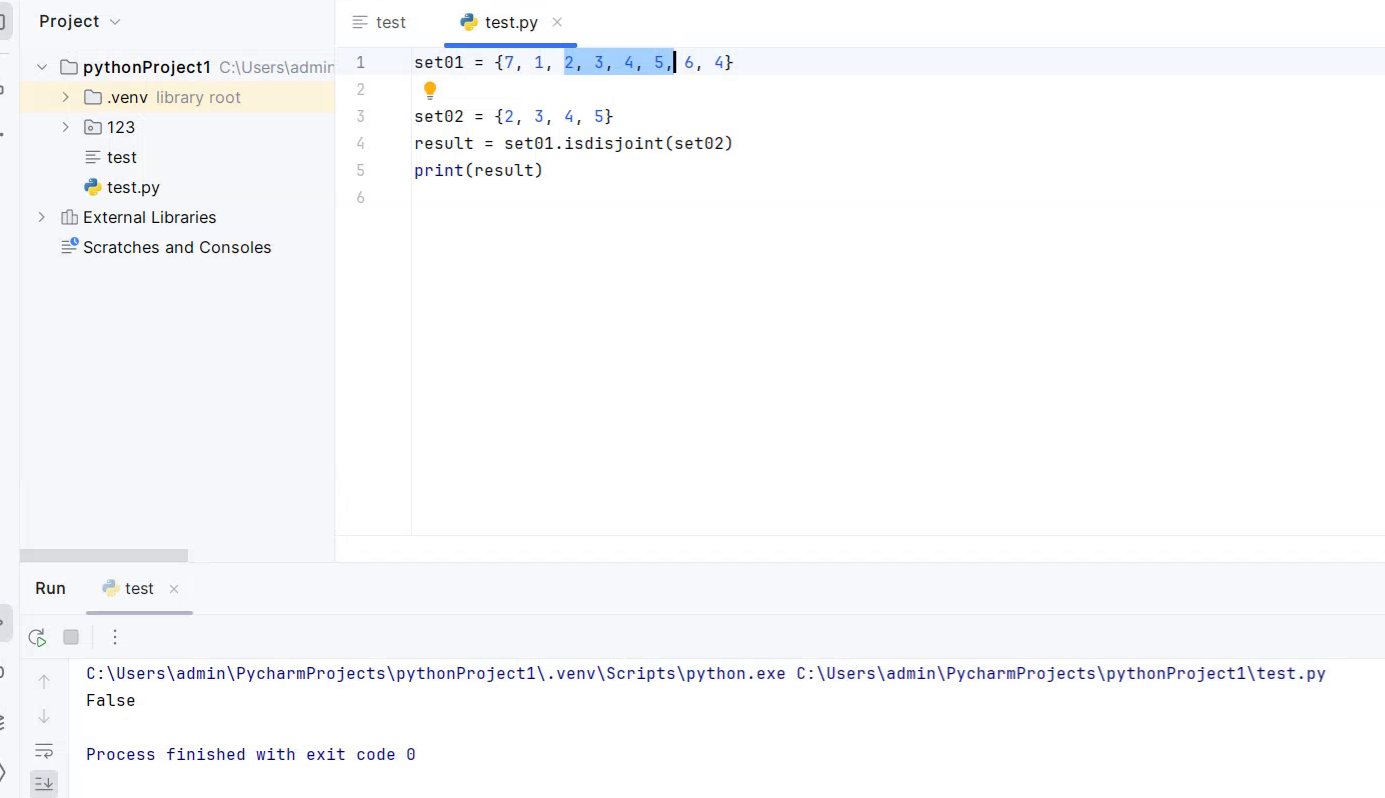 Project
test
test.py
pythonProject1 C:\Users\admin
.venv library root
123
test
test.py
External Libraries
Scratches and Consoles
1 set01 = {7, 1, 2, 3, 4, 5, 6, 4}
2
3 set02 = {2, 3, 4, 5}
4 result = set01.isdisjoint(set02)
5 print(result)
6
Run test
C:\Users\admin\PycharmProjects\pythonProject1\.venv\Scripts\python.exe C:\Users\admin\PycharmProjects\pythonProject1\test.py
False
Process finished with exit code 0